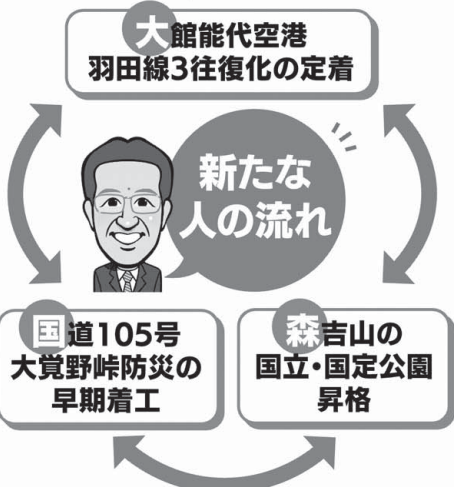 大館能代空港
羽田線3往復化の定着
新たな
人の流れ
国道105号
大覚野峠防災の
早期着工
森吉山の
国立・国定公園
昇格